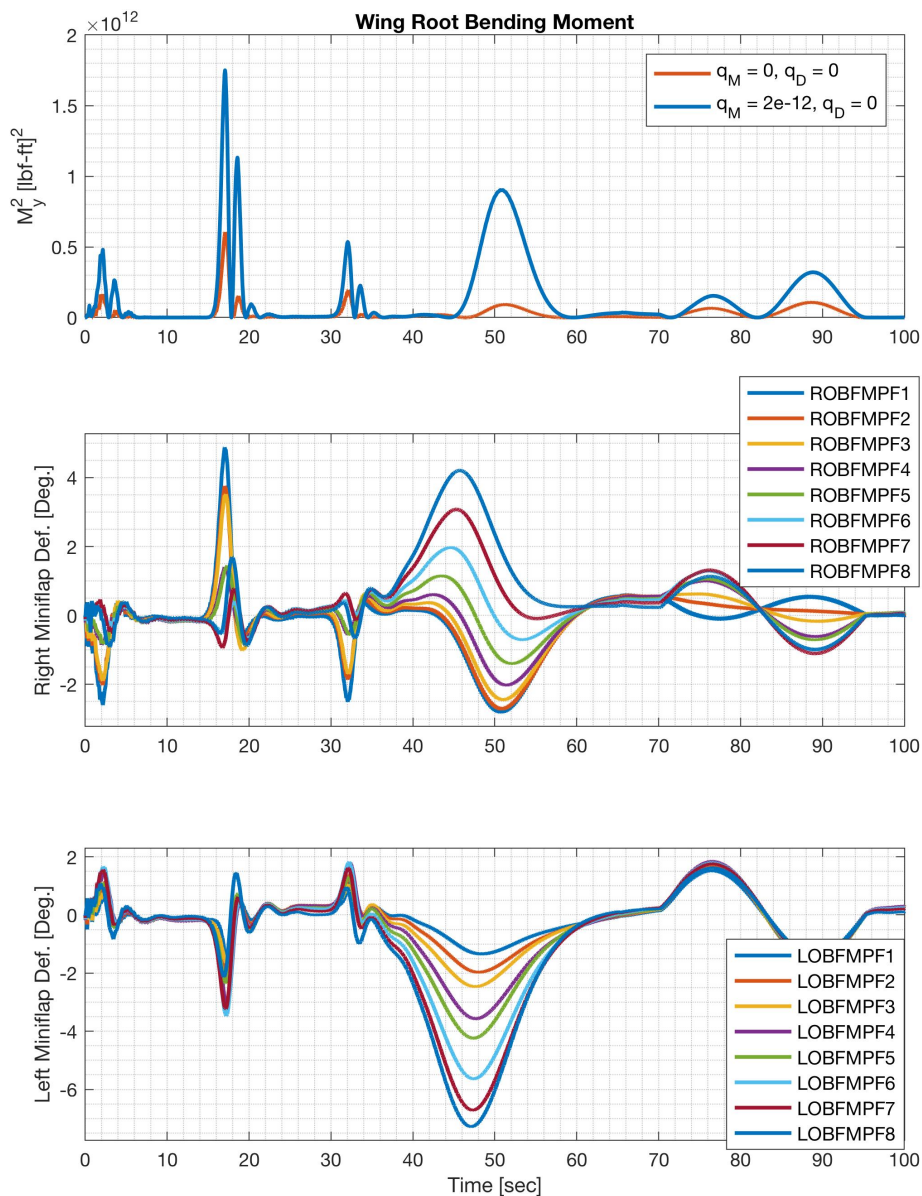 Wing Root Bending Moment
×10^12
2
1.5
1
0.5
0
M_y^2 [lbf-ft]^2
q_M = 0, q_D = 0
q_M = 2e-12, q_D = 0
0 10 20 30 40 50 60 70 80 90 100
ROBFMPF1
ROBFMPF2
ROBFMPF3
ROBFMPF4
ROBFMPF5
ROBFMPF6
ROBFMPF7
ROBFMPF8
4
2
0
-2
Right Miniflap Def. [Deg.]
0 10 20 30 40 50 60 70 80 90 100
2
0
-2
-4
-6
Left Miniflap Def. [Deg.]
LOBFMPF1
LOBFMPF2
LOBFMPF3
LOBFMPF4
LOBFMPF5
LOBFMPF6
LOBFMPF7
LOBFMPF8
0 10 20 30 40 50 60 70 80 90 100
Time [sec]